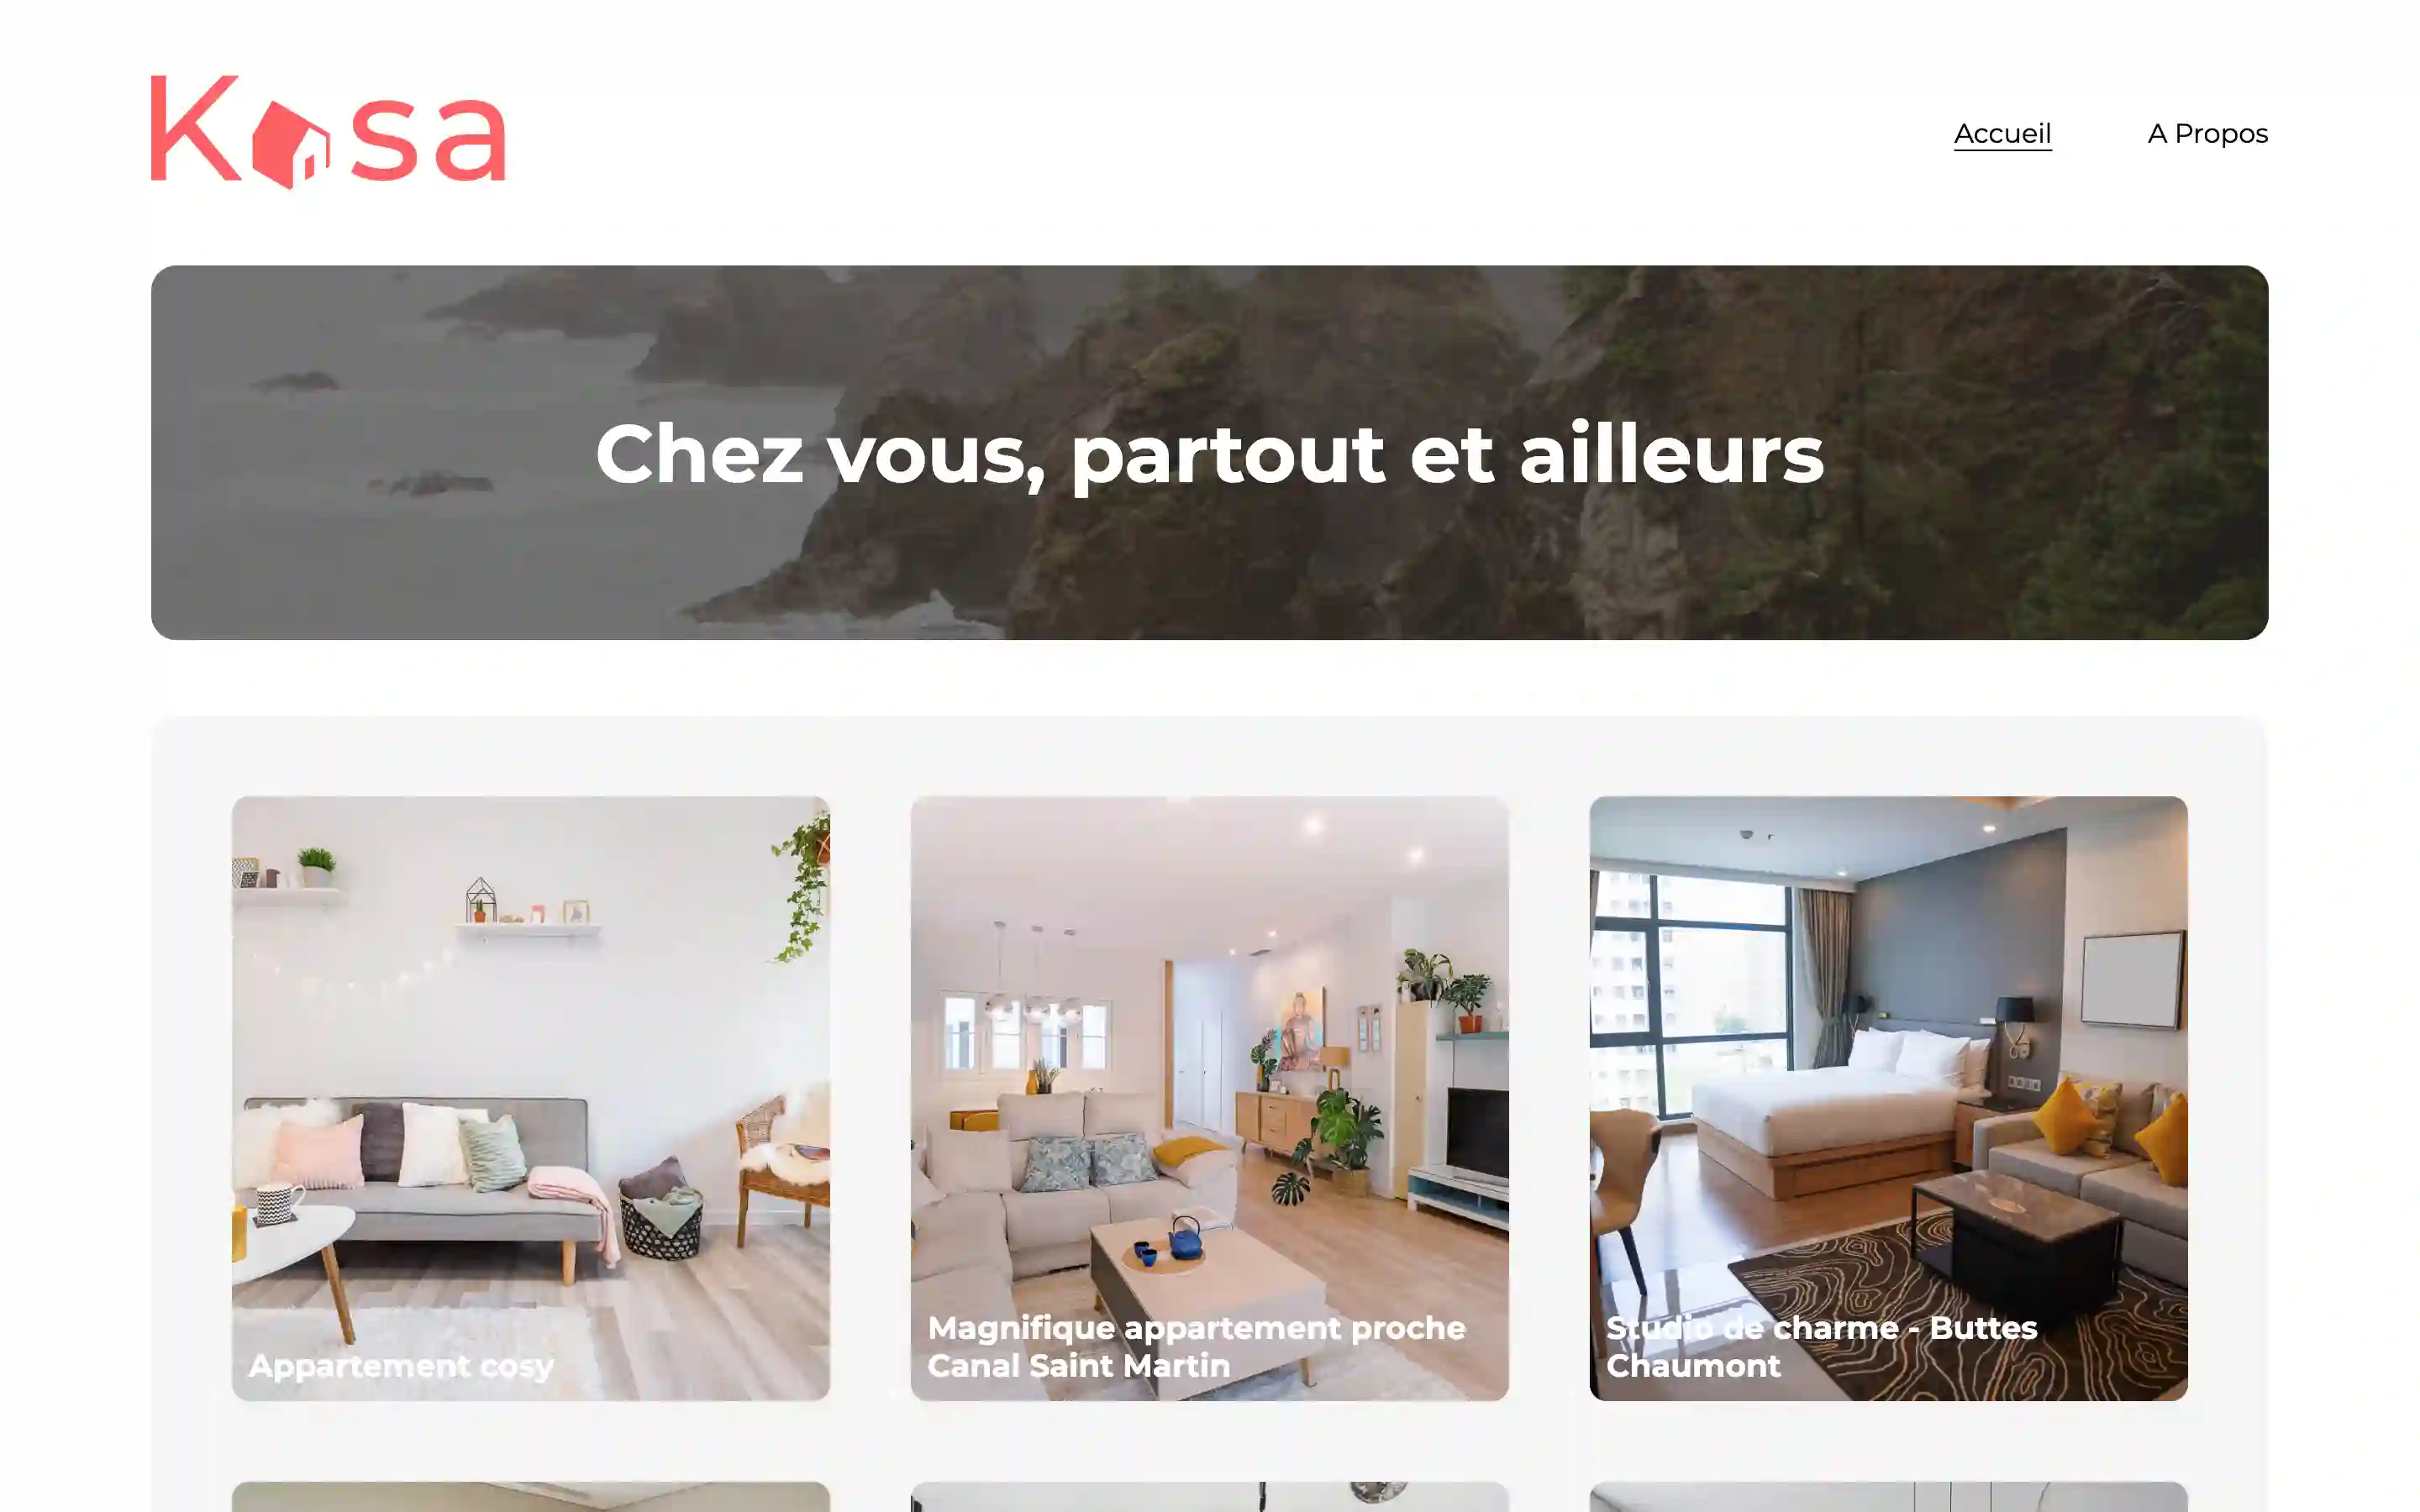 Kasa
Accueil
A Propos
Chez vous, partout et ailleurs
Appartement cosy
Magnifique appartement proche
Canal Saint Martin
Studio de charme - Buttes
Chaumont